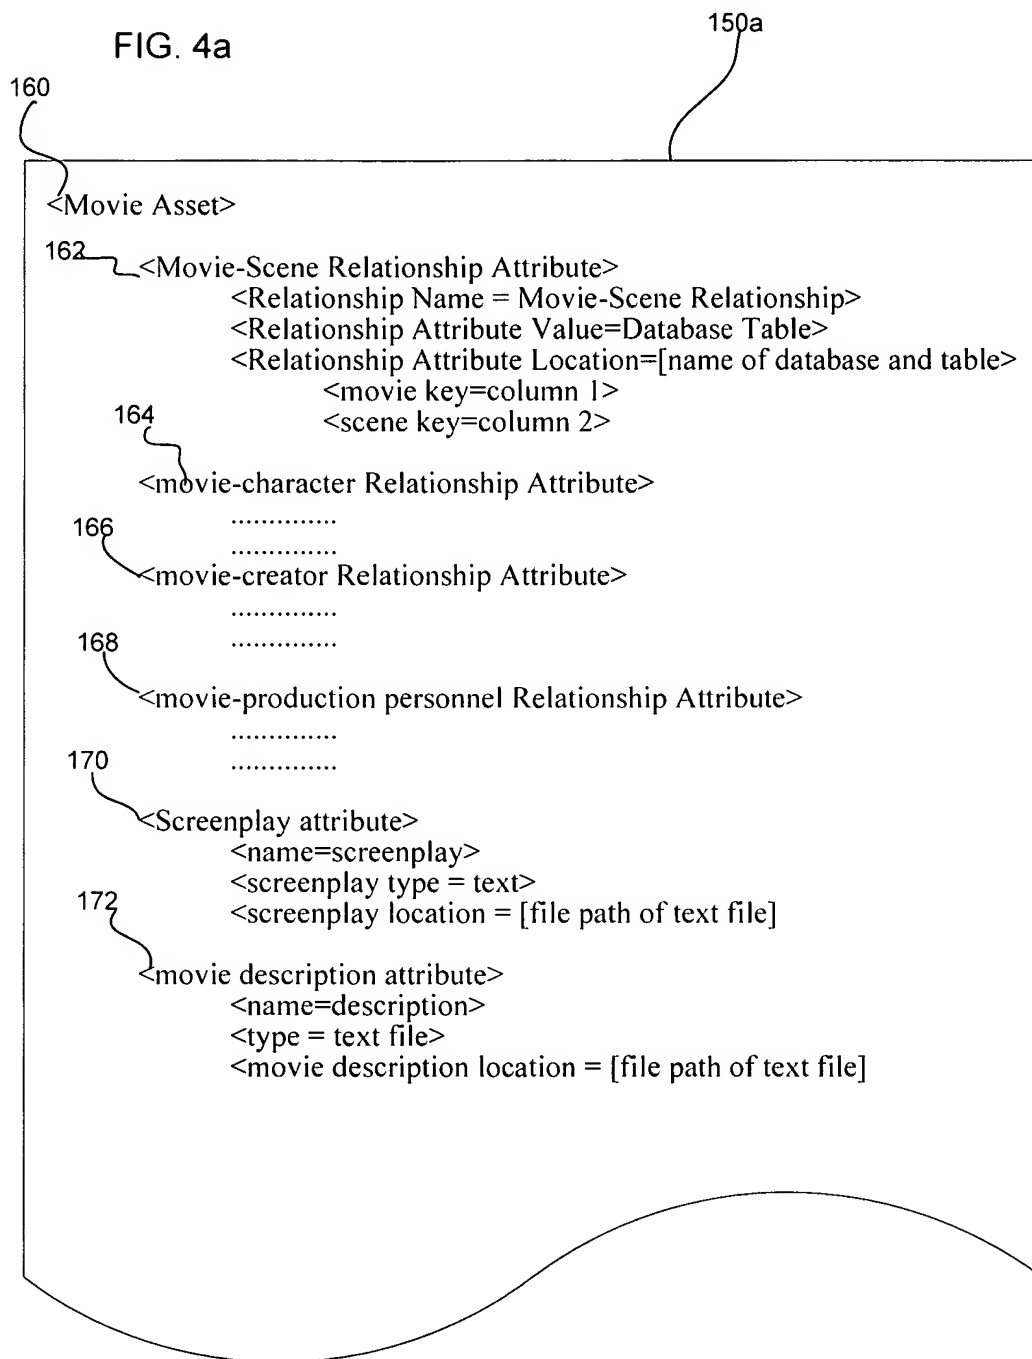 150a
FIG. 4a
160
<Movie Asset>
162
<Movie-Scene Relationship Attribute>
<Relationship Name = Movie-Scene Relationship>
<Relationship Attribute Value=Database Table>
<Relationship Attribute Location=[name of database and table>
<movie key=column 1>
<scene key=column 2>
164
<movie-character Relationship Attribute>
..............
..............
166
<movie-creator Relationship Attribute>
..............
..............
168
<movie-production personnel Relationship Attribute>
..............
..............
170
<Screenplay attribute>
<name=screenplay>
<screenplay type = text>
<screenplay location = [file path of text file]
172
<movie description attribute>
<name=description>
<type = text file>
<movie description location = [file path of text file]